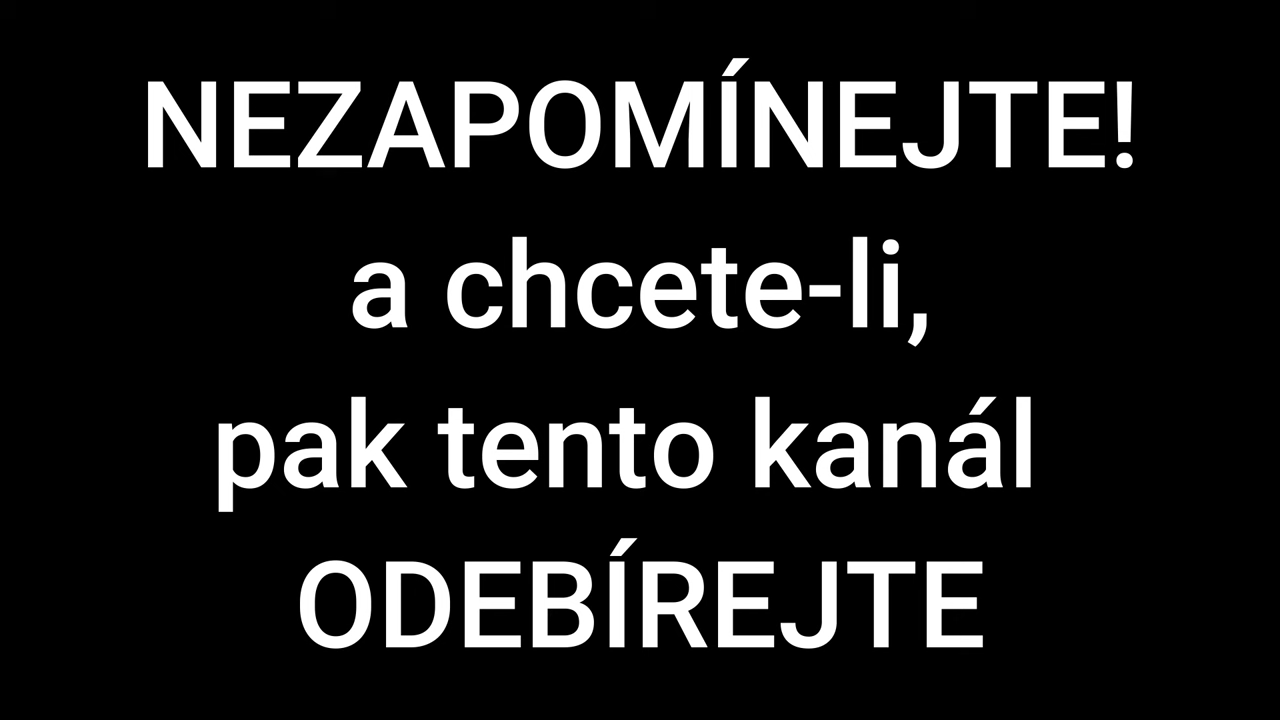 NEZAPOMÍNEJTE!
a chcete-li,
pak tento kanál
ODEBÍREJTE